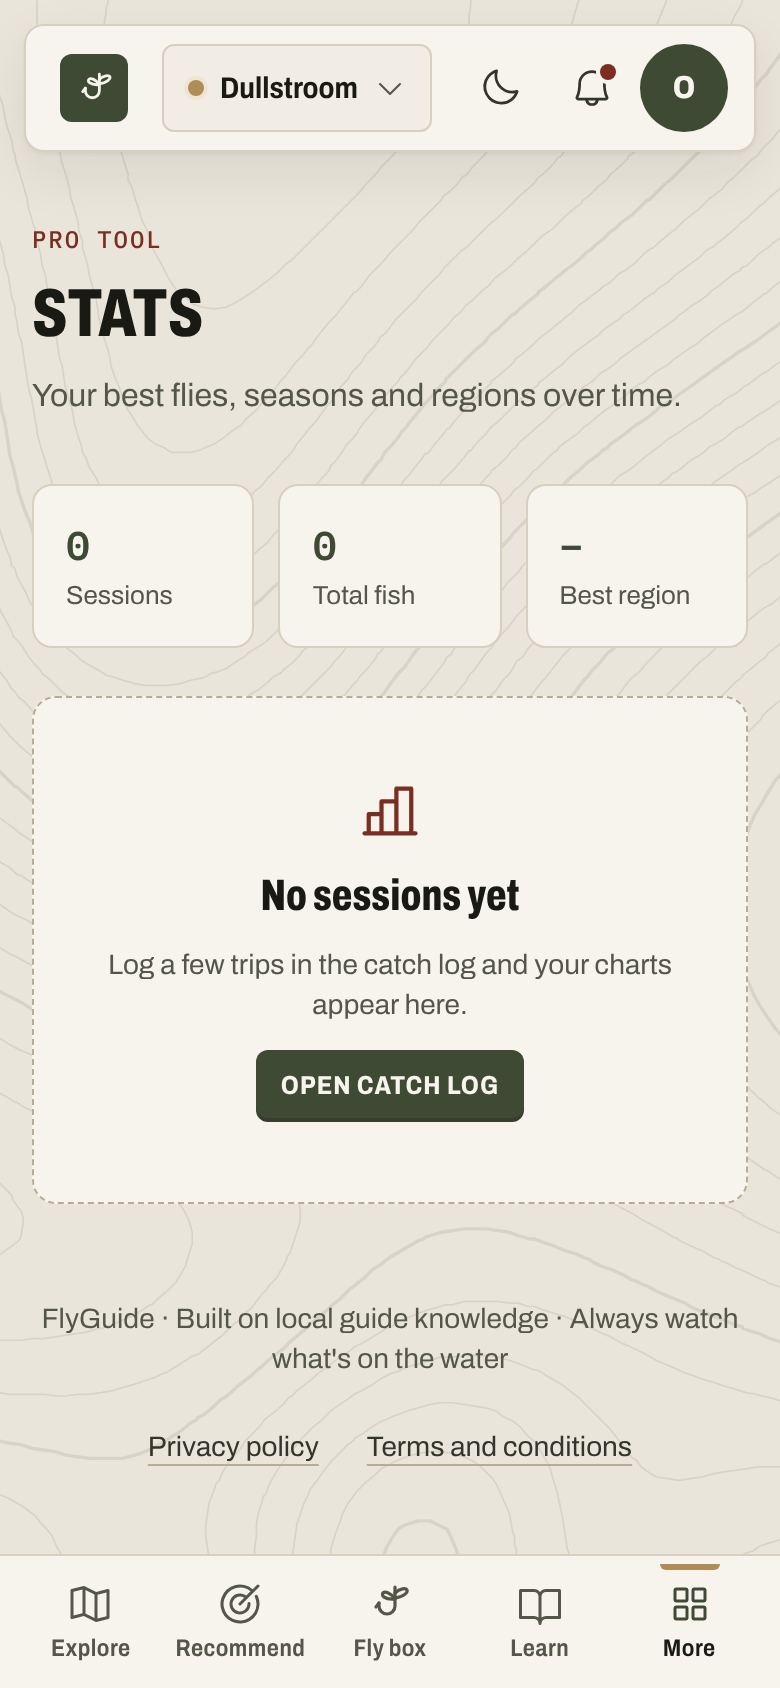 Dullstroom
O
PRO TOOL
STATS
Your best flies, seasons and regions over time.
0
Sessions
0
Total fish
–
Best region
No sessions yet
Log a few trips in the catch log and your charts
appear here.
OPEN CATCH LOG
FlyGuide · Built on local guide knowledge · Always watch
what's on the water
Privacy policy
Terms and conditions
Explore
Recommend
Fly box
Learn
More